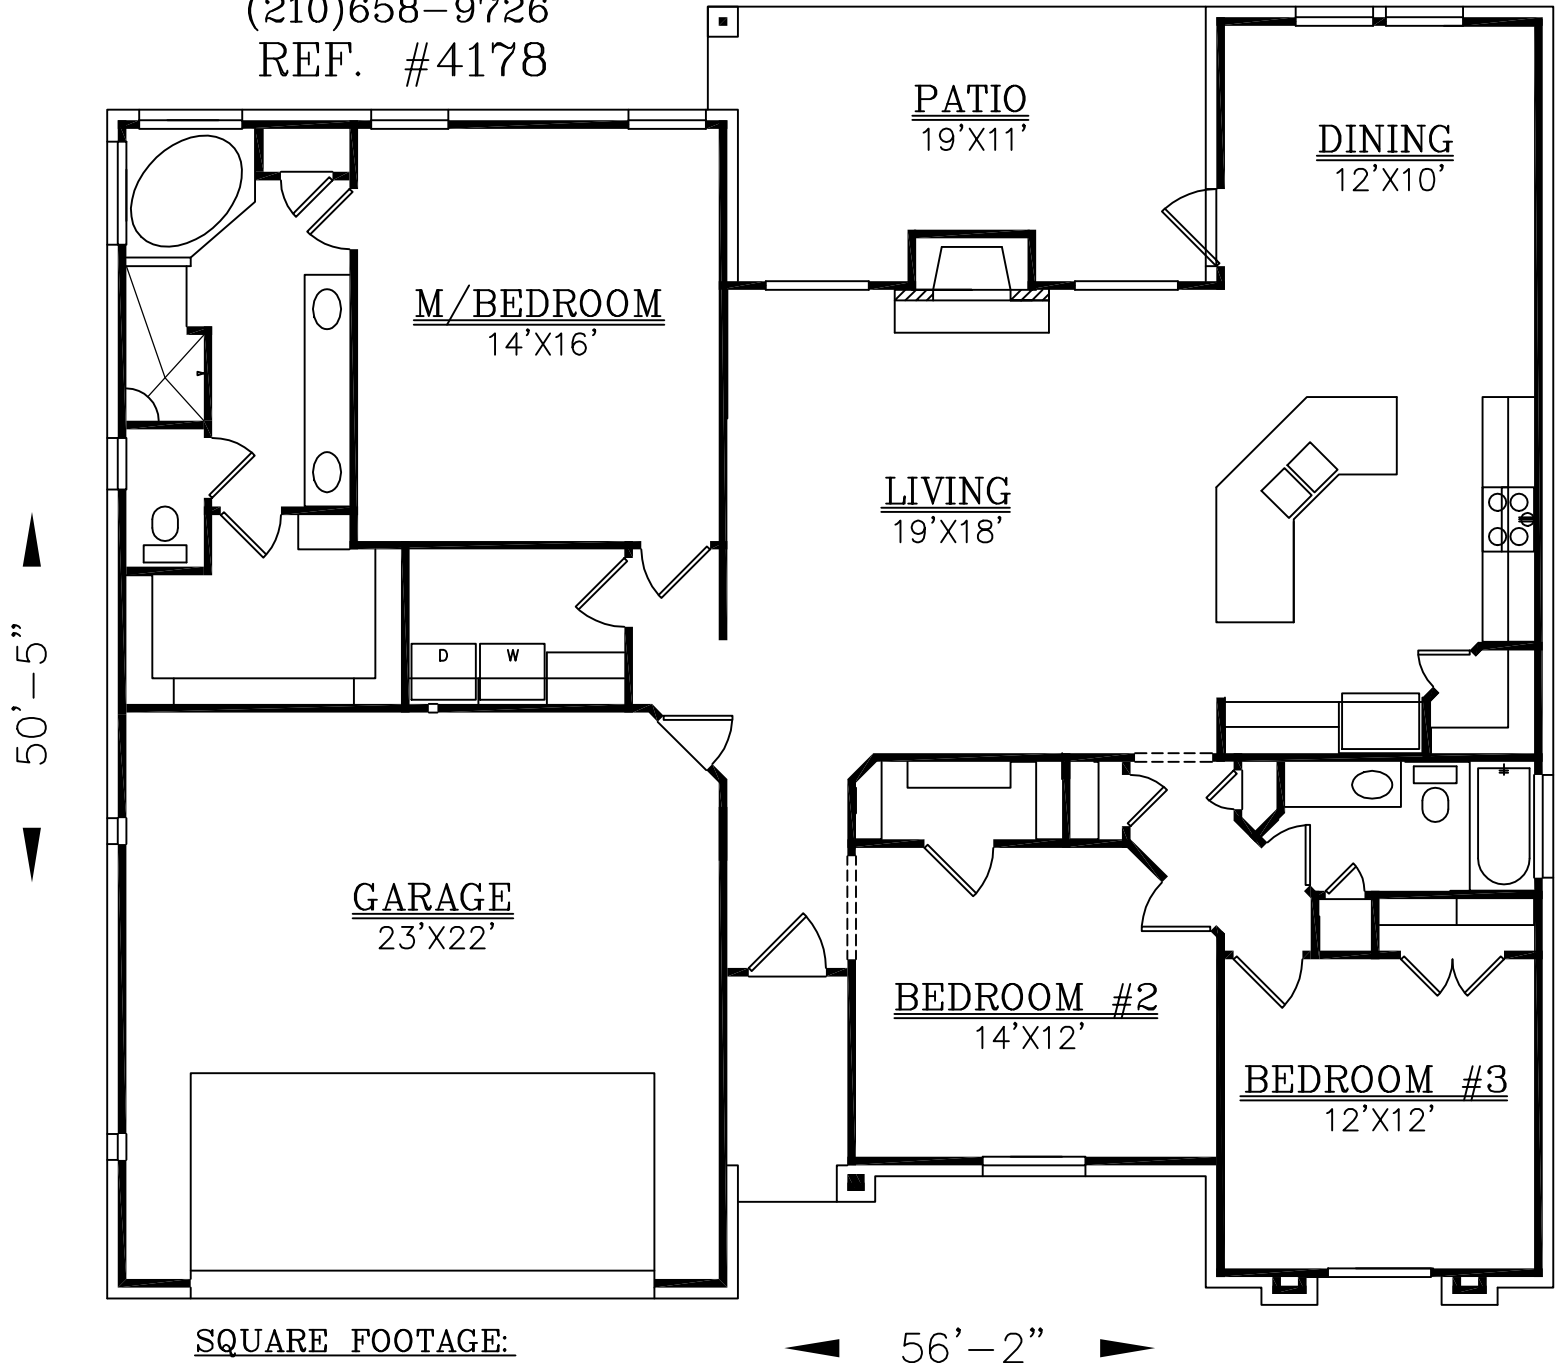 (210)658-9726
REF. #4178
PATIO
19'X11'
DINING
12'X10'
M/BEDROOM
14'X16'
LIVING
19'X18'
D
W
50'-5"
GARAGE
23'X22'
BEDROOM #2
14'X12'
BEDROOM #3
12'X12'
SQUARE FOOTAGE:
56'-2"